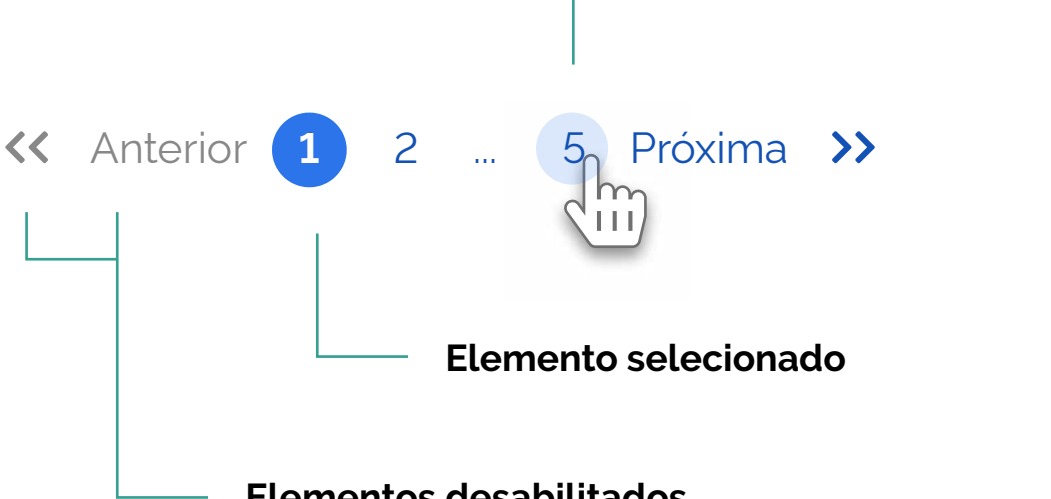 << Anterior 1 2 ... 5 Próxima >>
Elemento selecionado
Elementos desabilitados